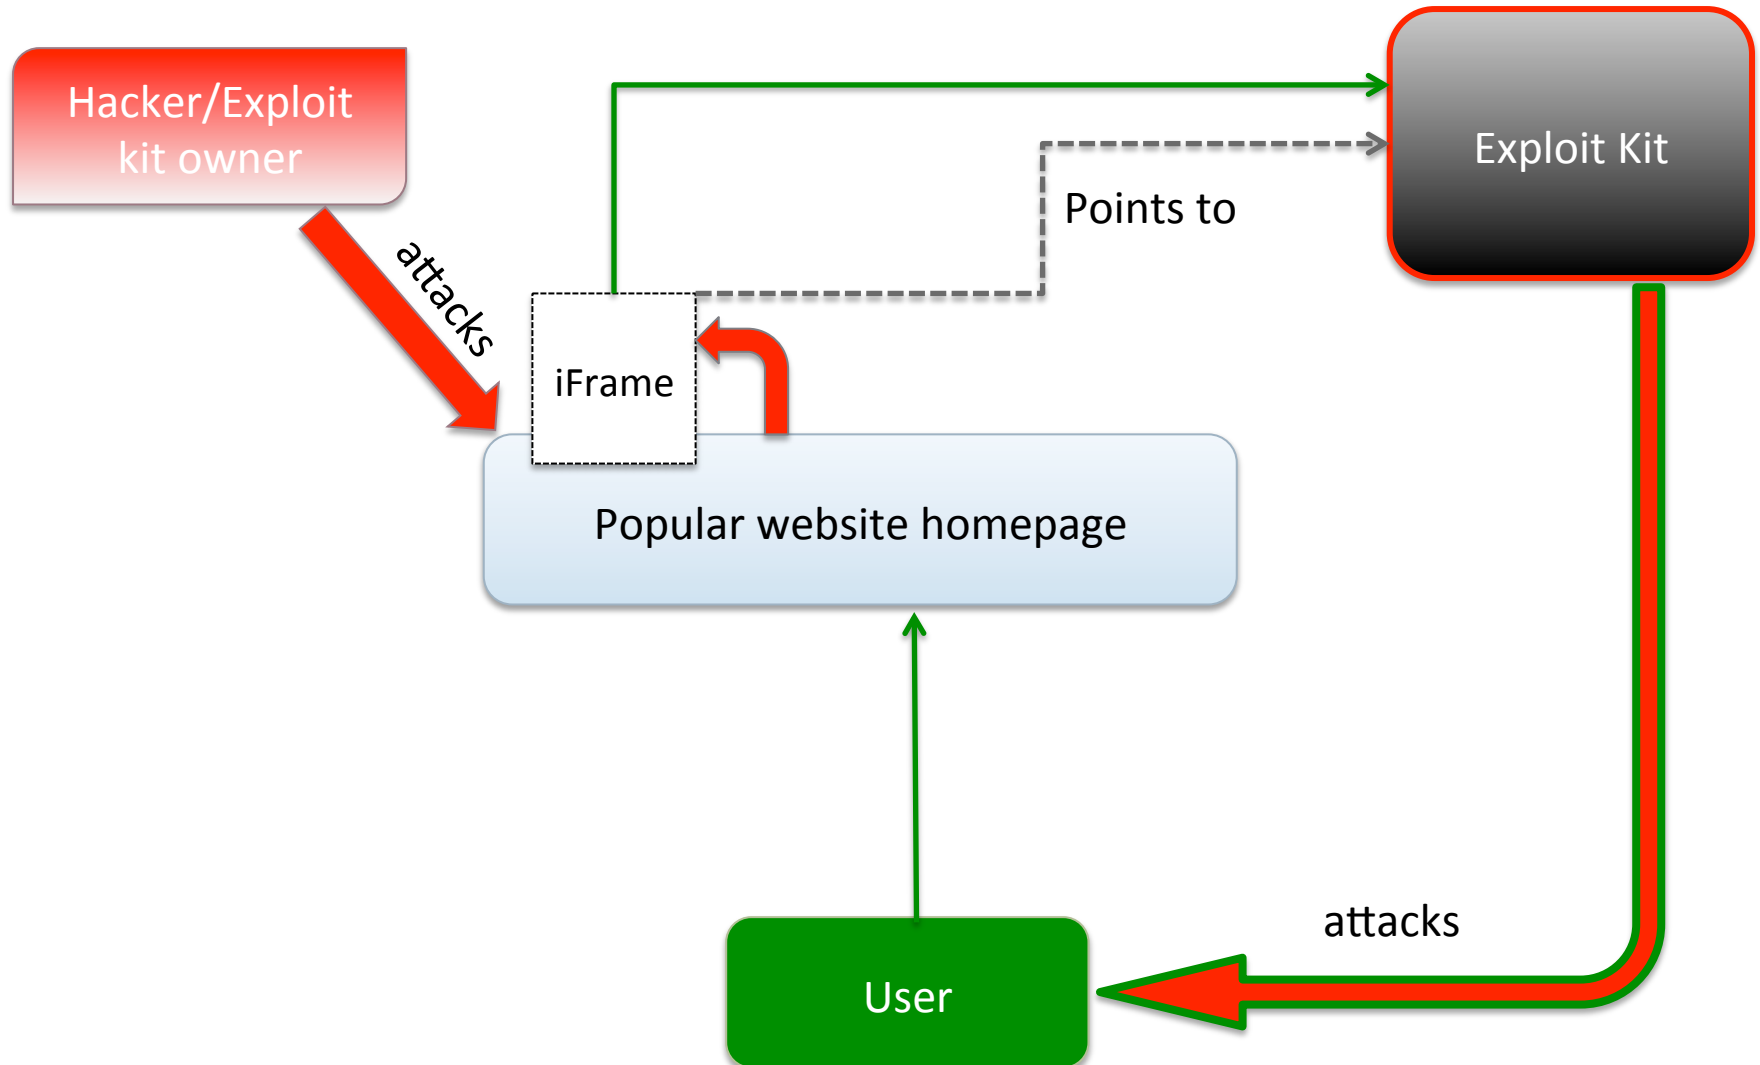 Hacker/Exploit
kit owner
Exploit Kit
Points to
attacks
iFrame
Popular website homepage
attacks
User